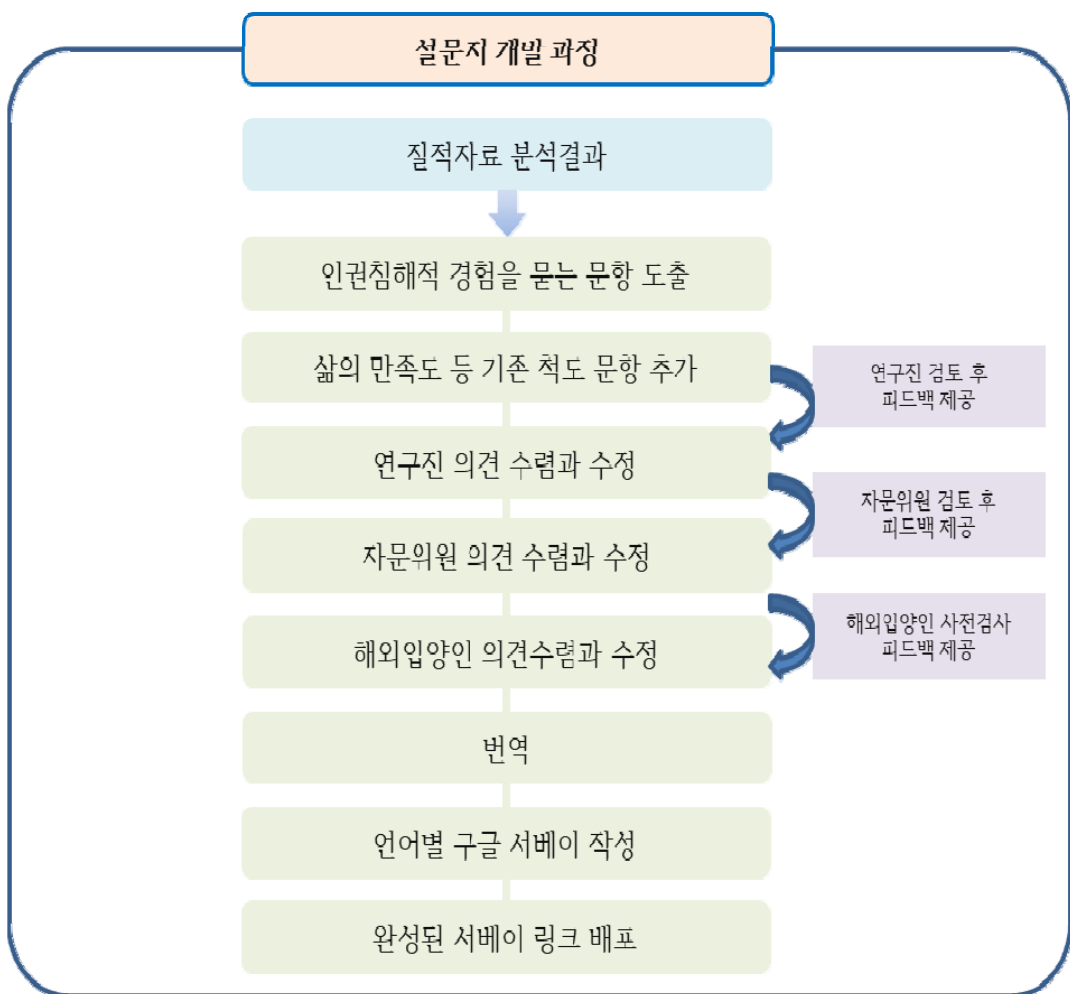 설문지 개발 과정
질적자료 분석결과
인권침해적 경험을 묻는 문항 도출
삶의 만족도 등 기존 척도 문항 추가
연구진 검토 후
피드백 제공
연구진 의견 수렴과 수정
자문위원 검토 후
피드백 제공
자문위원 의견 수렴과 수정
해외입양인 사전검사
피드백 제공
해외입양인 의견수렴과 수정
번역
언어별 구글 서베이 작성
완성된 서베이 링크 배포